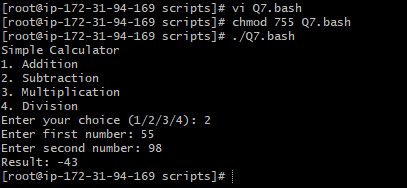 [root@ip-172-31-94-169 scripts]# vi Q7.bash
[root@ip-172-31-94-169 scripts]# chmod 755 Q7.bash
[root@ip-172-31-94-169 scripts]# ./Q7.bash
Simple Calculator
1. Addition
2. Subtraction
3. Multiplication
4. Division
Enter your choice (1/2/3/4): 2
Enter first number: 55
Enter second number: 98
Result: -43
[root@ip-172-31-94-169 scripts]#